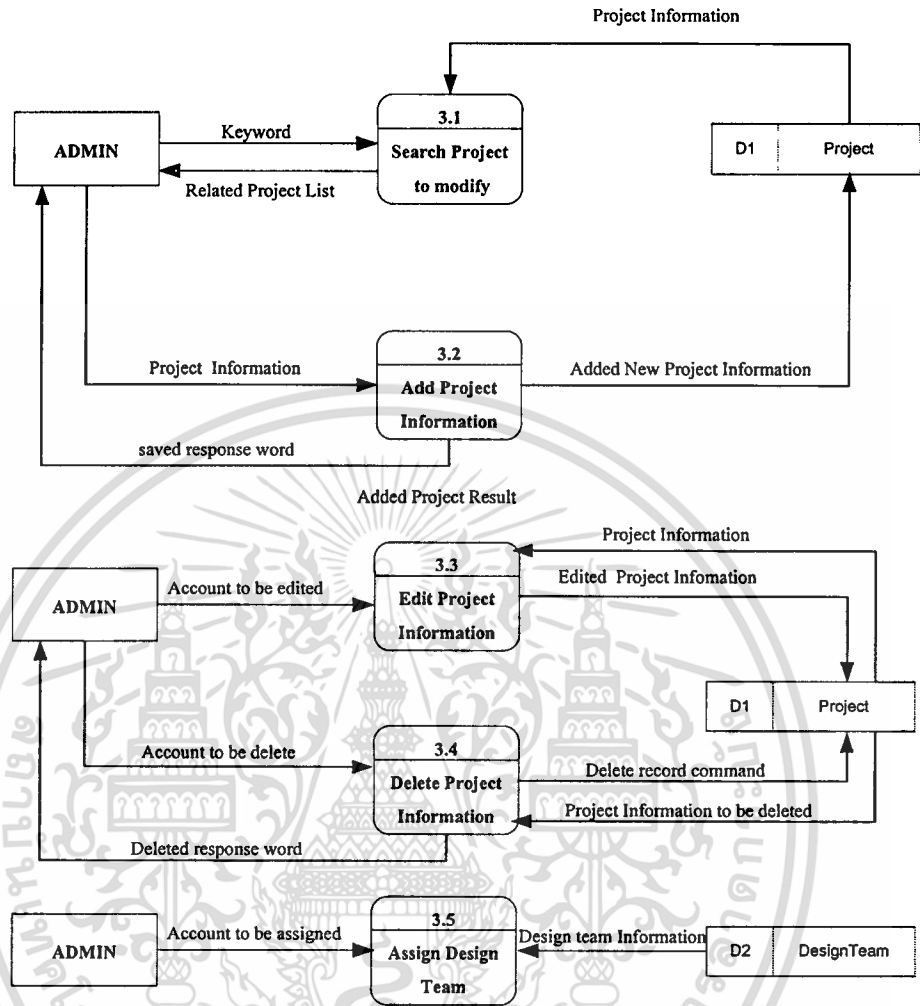 Project Information
3.1
Keyword
ADMIN
Search Project
to modify
D1
Project
Related Project List
3.2
Project Information
Add Project
Information
Added New Project Information
saved response word
Added Project Result
Project Information
3.3
Account to be edited
Edited Project Infomation
ADMIN
Edit Project
Information
D1
Project
3.4
Account to be delete
Delete Project
Information
Delete record command
Project Information to be deleted
Deleted response word
3.5
Account to be assigned
ADMIN
Assign Design
Team
Design team Information
D2
DesignTeam